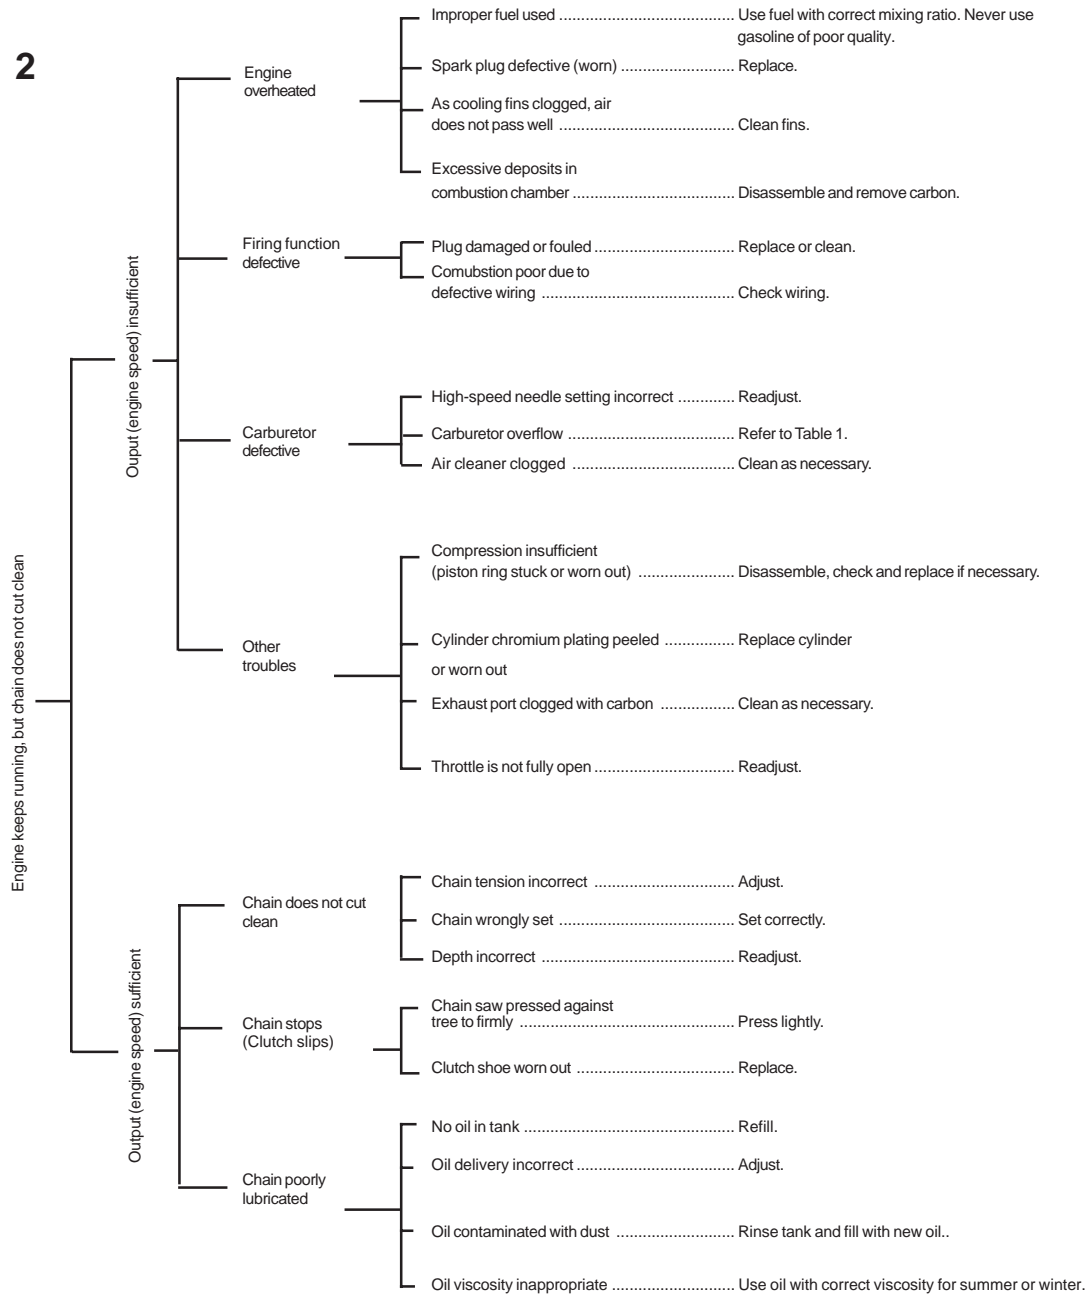 2
Engine keeps running, but chain does not cut clean
Ouput (engine speed) insufficient
Engine
overheated
Improper fuel used ......................................... Use fuel with correct mixing ratio. Never use
gasoline of poor quality.
Spark plug defective (worn) ........................... Replace.
As cooling fins clogged, air
does not pass well .......................................... Clean fins.
Excessive deposits in
combustion chamber ....................................... Disassemble and remove carbon.
Firing function
defective
Plug damaged or fouled .................................. Replace or clean.
Comubstion poor due to
defective wiring .............................................. Check wiring.
Carburetor
defective
High-speed needle setting incorrect ............. Readjust.
Carburetor overflow ........................................ Refer to Table 1.
Air cleaner clogged ....................................... Clean as necessary.
Other
troubles
Compression insufficient
(piston ring stuck or worn out) ....................... Disassemble, check and replace if necessary.
Cylinder chromium plating peeled ................. Replace cylinder
or worn out
Exhaust port clogged with carbon .................. Clean as necessary.
Throttle is not fully open .................................. Readjust.
Output (engine speed) sufficient
Chain does not cut
clean
Chain tension incorrect .................................. Adjust.
Chain wrongly set .......................................... Set correctly.
Depth incorrect .............................................. Readjust.
Chain stops
(Clutch slips)
Chain saw pressed against
tree to firmly ................................................... Press lightly.
Clutch shoe worn out ...................................... Replace.
Chain poorly
lubricated
No oil in tank .................................................. Refill.
Oil delivery incorrect ...................................... Adjust.
Oil contaminated with dust ............................ Rinse tank and fill with new oil..
Oil viscosity inappropriate ............................. Use oil with correct viscosity for summer or winter.